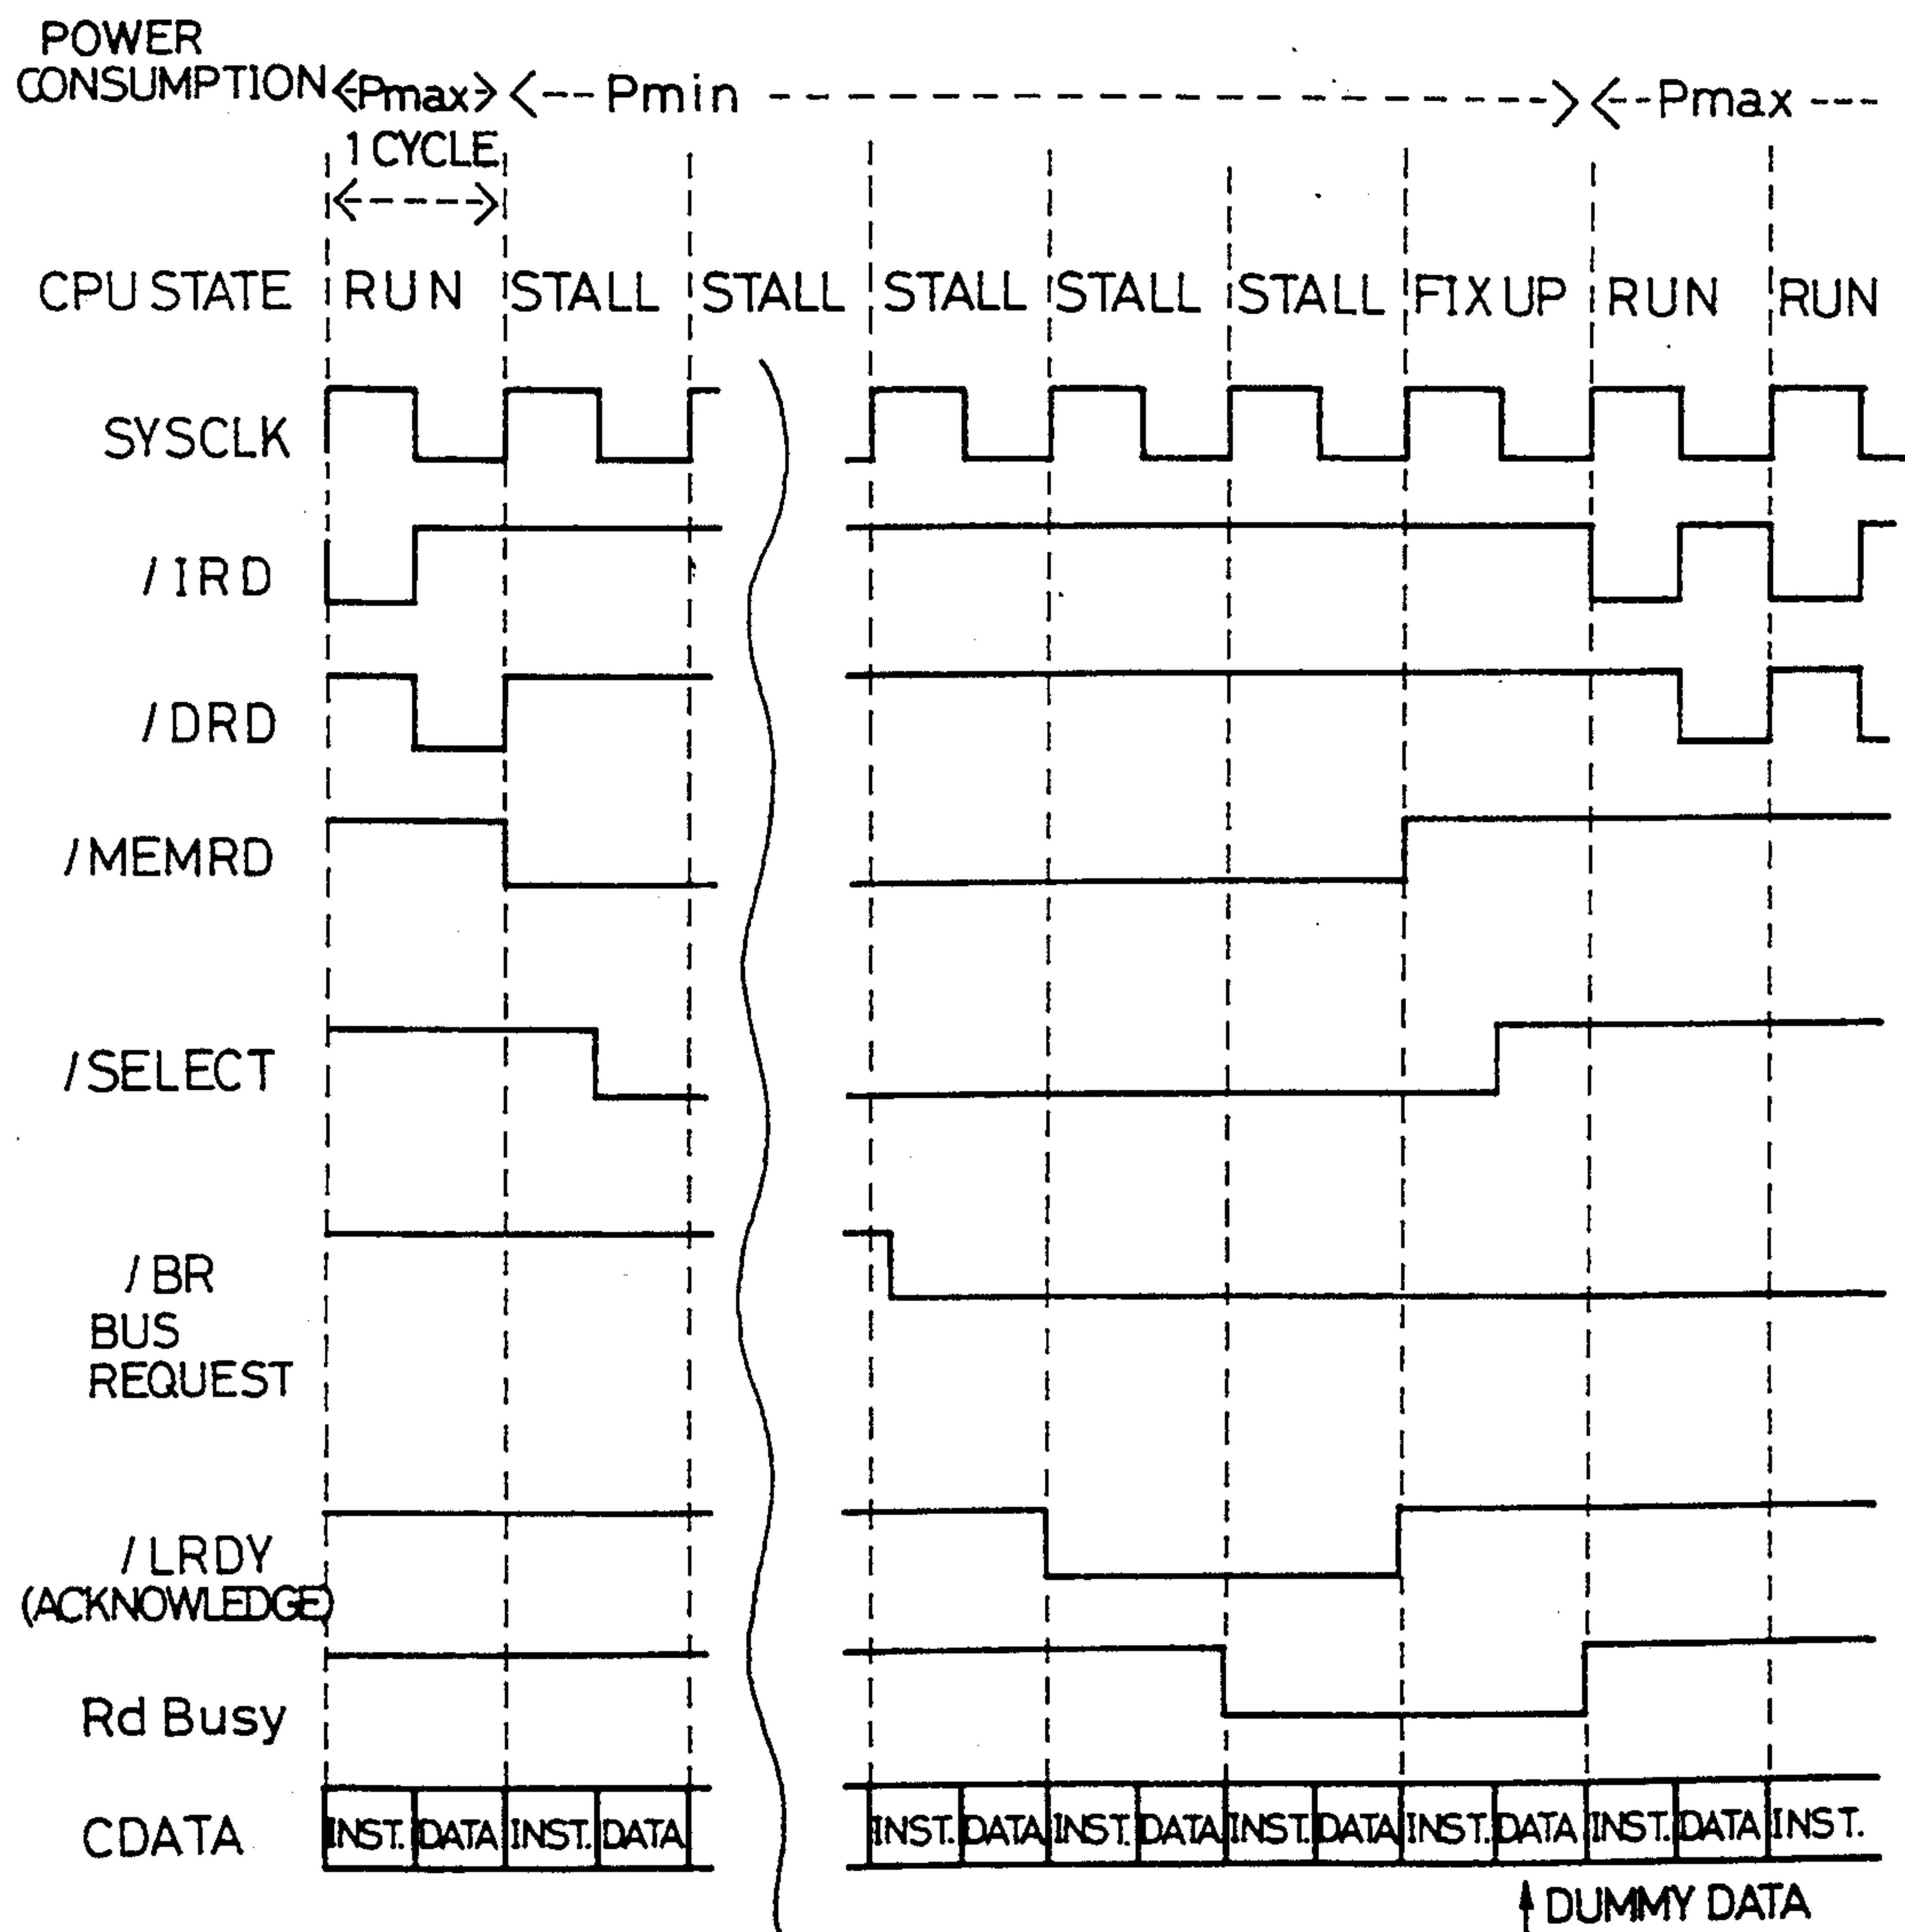 POWER
CONSUMPTION <-Pmax-> <-- Pmin ----------------> <--Pmax ---
1 CYCLE
<----->
CPU STATE RUN STALL STALL STALL STALL STALL FIXUP RUN RUN
SYSCLK
/IRD
/DRD
/MEMRD
/SELECT
/BR
BUS
REQUEST
/LRDY
(ACKNOWLEDGE)
Rd Busy
CDATA INST. DATA INST. DATA INST. DATA INST. DATA INST. DATA INST. DATA INST. DATA INST.
DUMMY DATA